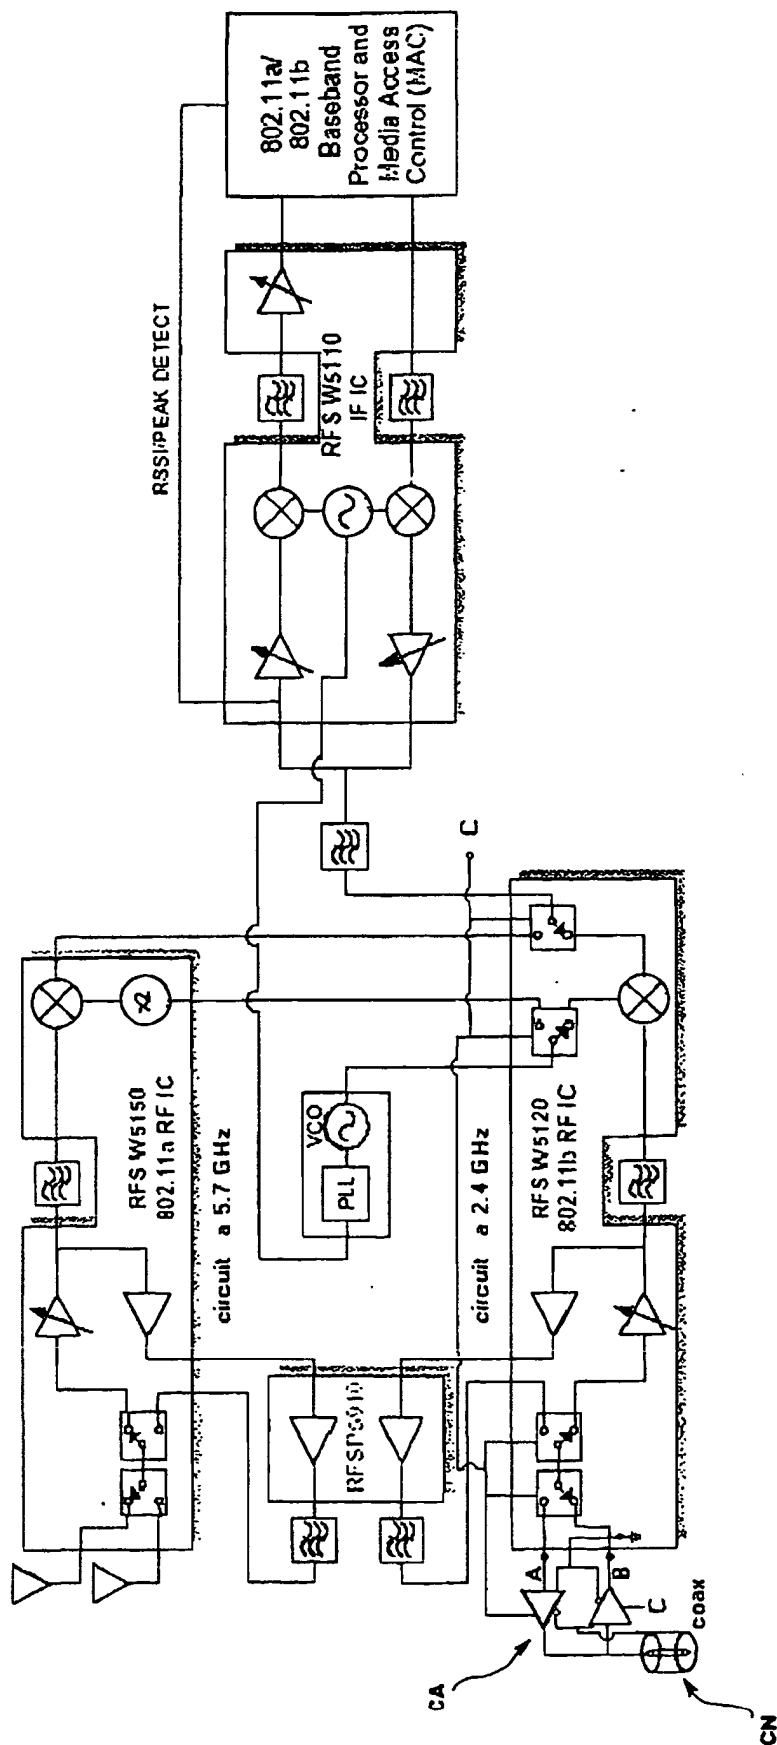 802.11a/
802.11b
Baseband
Processor and
Media Access
Control (MAC)
RSSI/PEAK DETECT
RFS W5110
IF IC
C
RFS W5150
802.11a RF IC
circuit a 5.7 GHz
x2
VCO
PLL
circuit a 2.4 GHz
RFS W5120
802.11b RF IC
A
B
C
coax
CA
CN